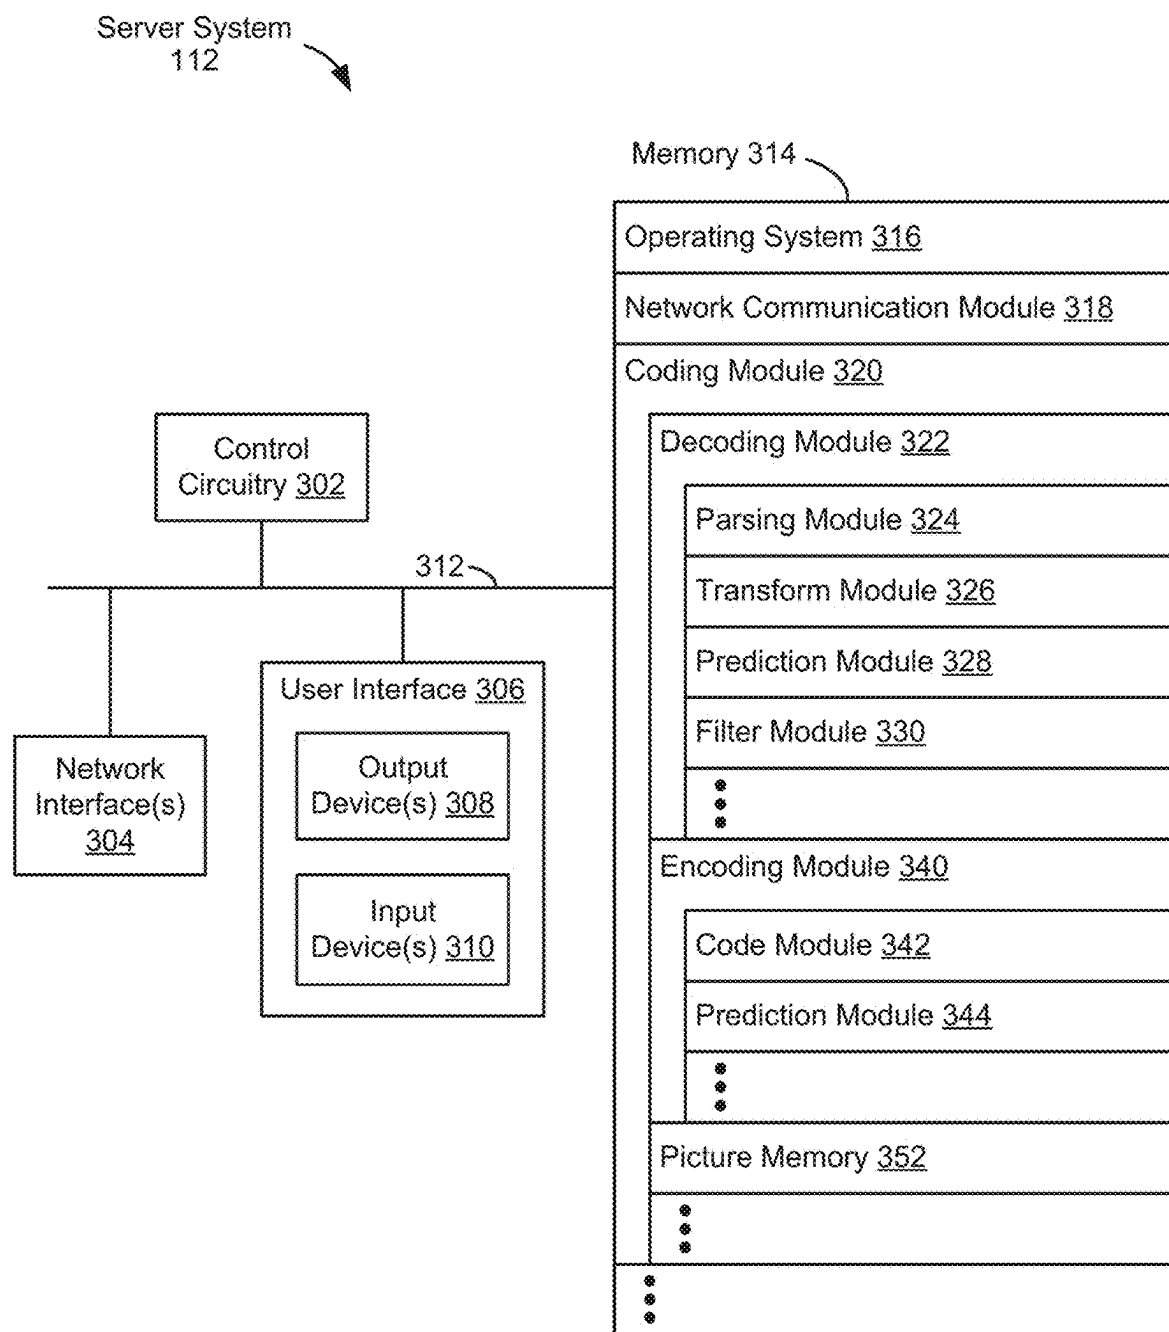 Server System
112
Memory 314
Operating System 316
Network Communication Module 318
Coding Module 320
Decoding Module 322
Parsing Module 324
Transform Module 326
Prediction Module 328
Filter Module 330
Encoding Module 340
Code Module 342
Prediction Module 344
Picture Memory 352
Control
Circuitry 302
312
User Interface 306
Output
Device(s) 308
Input
Device(s) 310
Network
Interface(s)
304